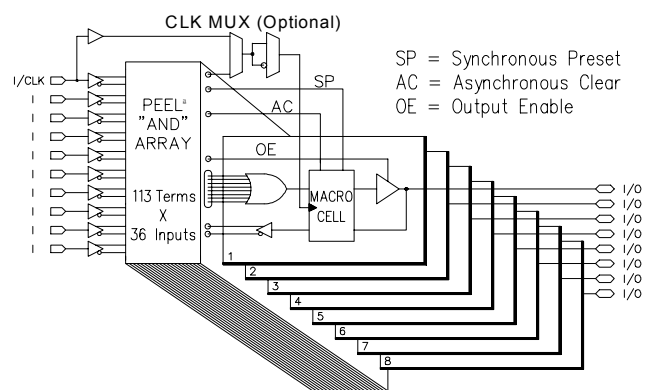 CLK MUX (Optional)
SP = Synchronous Preset
AC = Asynchronous Clear
OE = Output Enable
I/CLK
I
I
I
I
I
I
I
I
I
PEEL
"AND"
ARRAY
113 Terms
X
36 Inputs
SP
AC
OE
MACRO
CELL
1
2
3
4
5
6
7
8
I/O
I/O
I/O
I/O
I/O
I/O
I/O
I/O